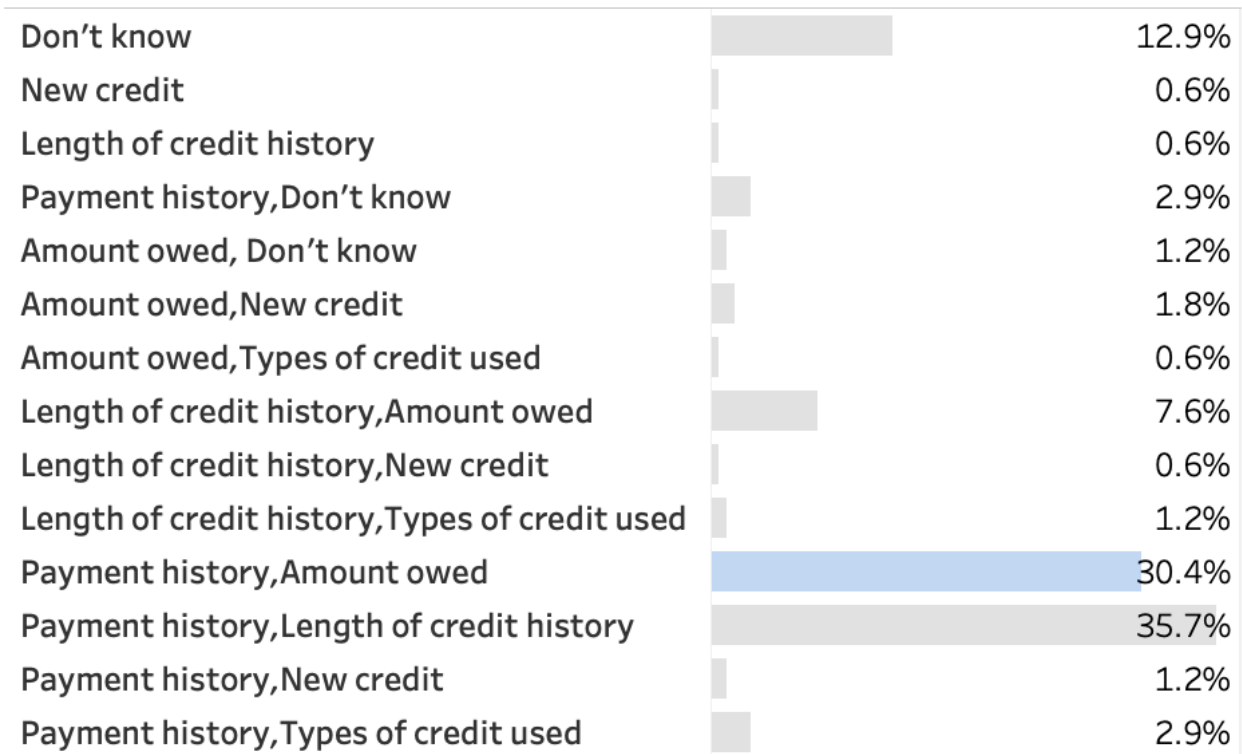 Don’t know 12.9%
New credit 0.6%
Length of credit history 0.6%
Payment history,Don’t know 2.9%
Amount owed, Don’t know 1.2%
Amount owed,New credit 1.8%
Amount owed,Types of credit used 0.6%
Length of credit history,Amount owed 7.6%
Length of credit history,New credit 0.6%
Length of credit history,Types of credit used 1.2%
Payment history,Amount owed 30.4%
Payment history,Length of credit history 35.7%
Payment history,New credit 1.2%
Payment history,Types of credit used 2.9%